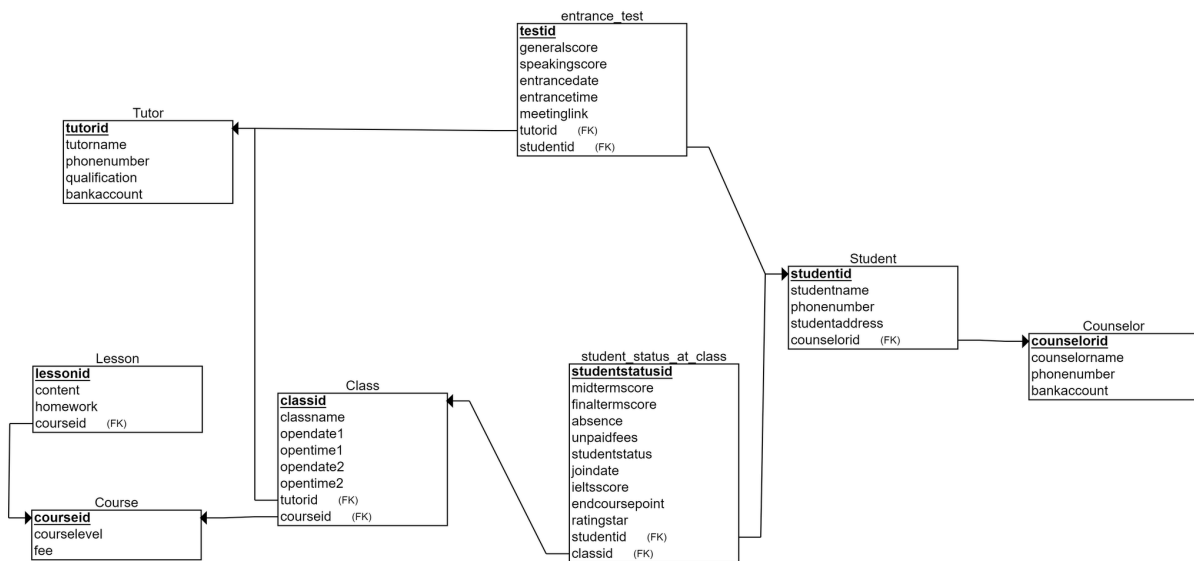 entrance_test
testid
generalscore
speakingscore
entrancedate
entrancetime
meetinglink
tutorid (FK)
studentid (FK)
Tutor
tutorid
tutorname
phonenumber
qualification
bankaccount
Student
studentid
studentname
phonenumber
studentaddress
counselorid (FK)
Counselor
counselorid
counselorname
phonenumber
bankaccount
Lesson
lessonid
content
homework
courseid (FK)
Class
classid
classname
opendate1
opentime1
opendate2
opentime2
tutorid (FK)
courseid (FK)
student_status_at_class
studentstatusid
midtermscore
finaltermscore
absence
unpaidfees
studentstatus
joindate
ieltsscore
endcoursepoint
ratingstar
studentid (FK)
classid (FK)
Course
courseid
courselevel
fee